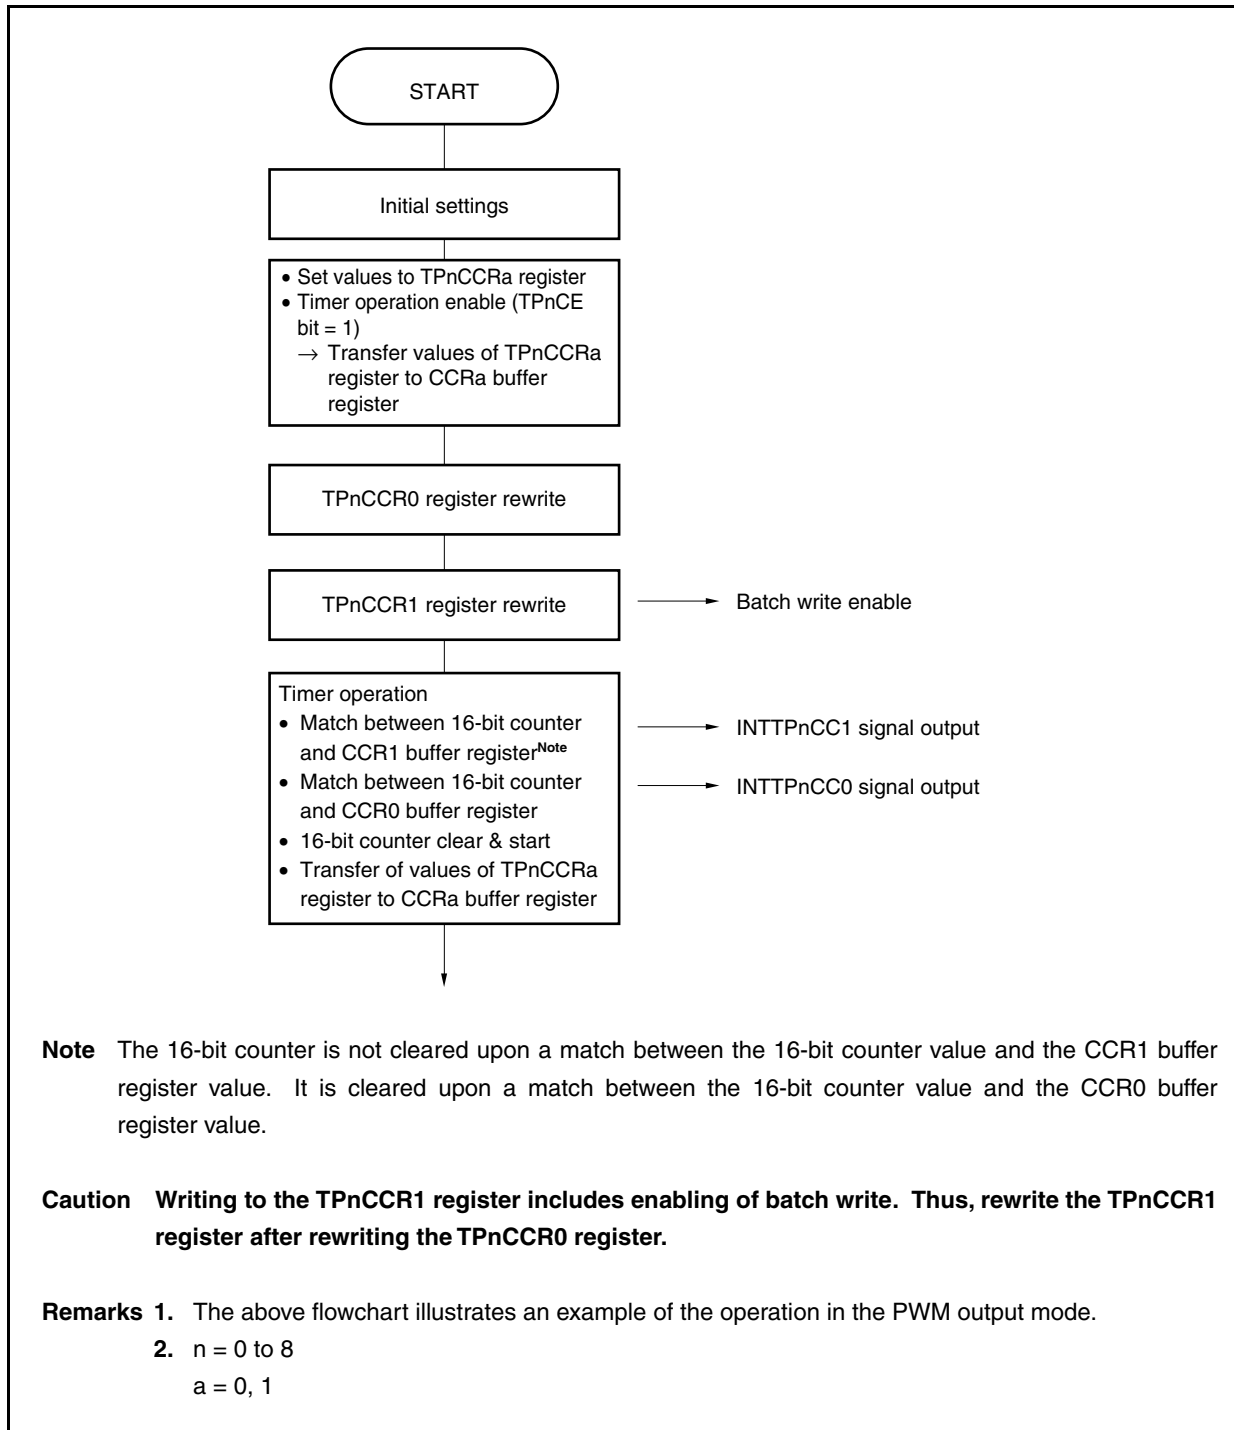 START
Initial settings
• Set values to TPnCCRa register
• Timer operation enable (TPnCE
bit = 1)
→ Transfer values of TPnCCRa
register to CCRa buffer
register
TPnCCR0 register rewrite
TPnCCR1 register rewrite
Batch write enable
Timer operation
• Match between 16-bit counter
and CCR1 buffer registerNote
INTTPnCC1 signal output
• Match between 16-bit counter
and CCR0 buffer register
INTTPnCC0 signal output
• 16-bit counter clear & start
• Transfer of values of TPnCCRa
register to CCRa buffer register
Note The 16-bit counter is not cleared upon a match between the 16-bit counter value and the CCR1 buffer
register value. It is cleared upon a match between the 16-bit counter value and the CCR0 buffer
register value.
Caution Writing to the TPnCCR1 register includes enabling of batch write. Thus, rewrite the TPnCCR1
register after rewriting the TPnCCR0 register.
Remarks 1. The above flowchart illustrates an example of the operation in the PWM output mode.
2. n = 0 to 8
a = 0, 1